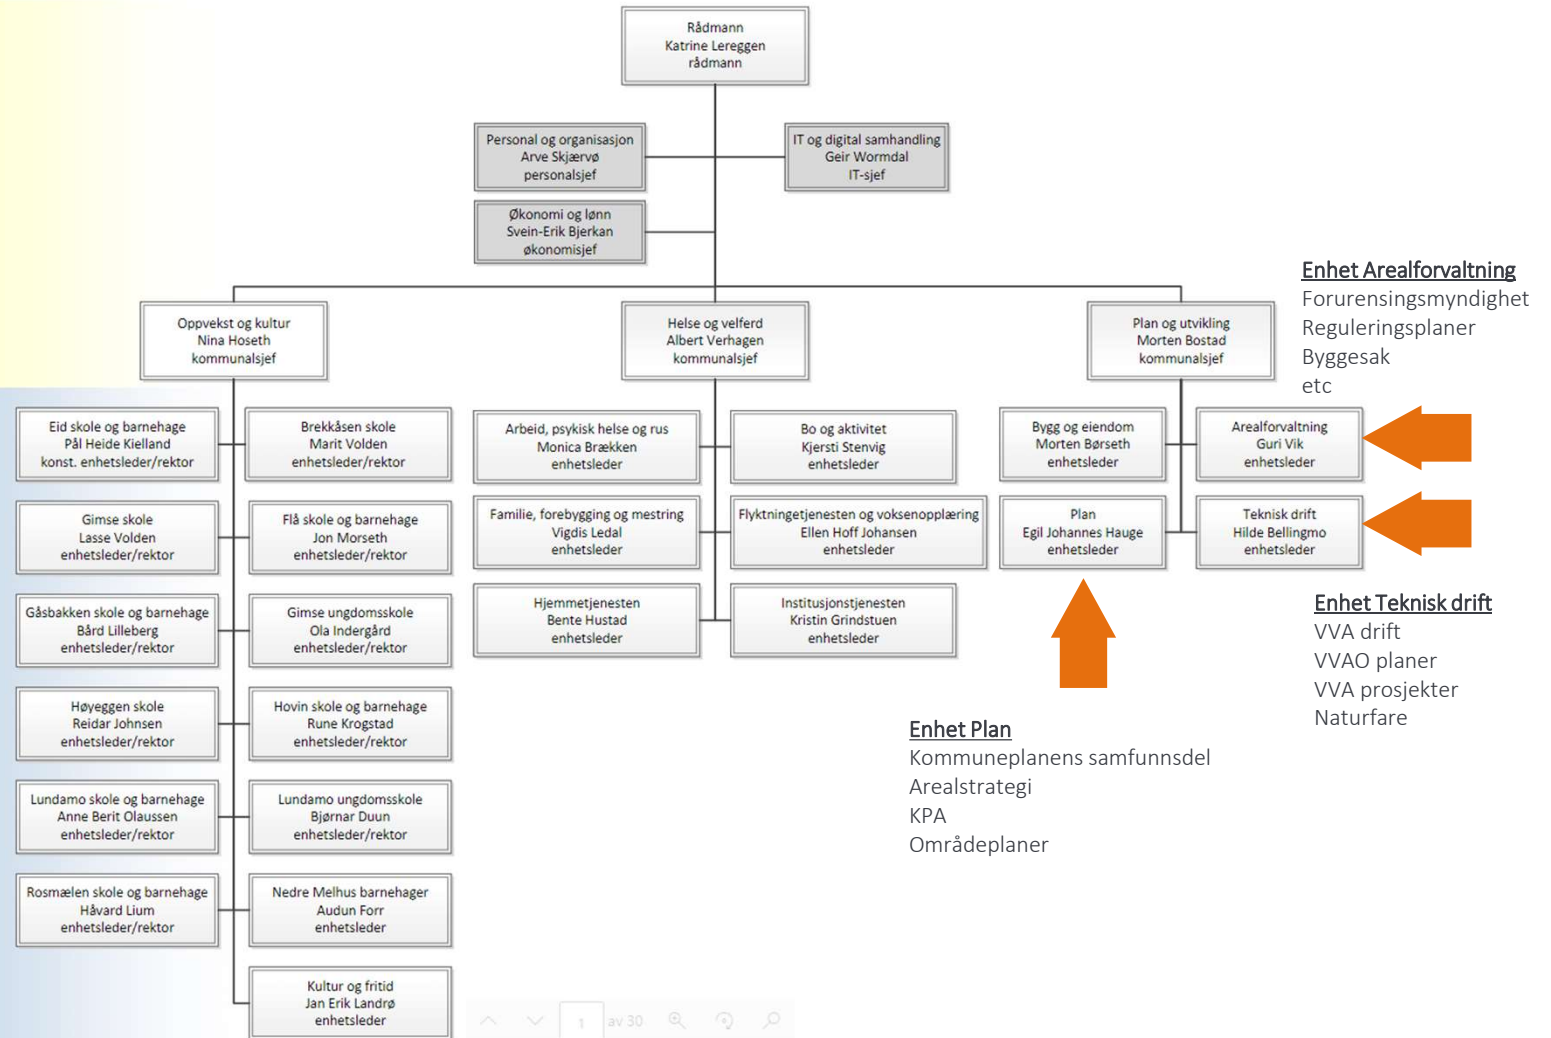 Rådmann
Katrine Lereggen
rådmann
Personal og organisasjon
Arve Skjærvø
personalsjef
IT og digital samhandling
Geir Wormdal
IT-sjef
Økonomi og lønn
Svein-Erik Bjerkan
økonomisjef
Oppvekst og kultur
Nina Hoseth
kommunalsjef
Helse og velferd
Albert Verhagen
kommunalsjef
Plan og utvikling
Morten Bostad
kommunalsjef
Enhet Arealforvaltning
Forurensingsmyndighet
Reguleringsplaner
Byggesak
etc
Eid skole og barnehage
Pål Heide Kielland
konst. enhetsleder/rektor
Brekkåsen skole
Marit Volden
enhetsleder/rektor
Gimse skole
Lasse Volden
enhetsleder/rektor
Flå skole og barnehage
Jon Morseth
enhetsleder/rektor
Gåsbakken skole og barnehage
Bård Lilleberg
enhetsleder/rektor
Gimse ungdomsskole
Ola Indergård
enhetsleder/rektor
Høyeggen skole
Reidar Johnsen
enhetsleder/rektor
Hovin skole og barnehage
Rune Krogstad
enhetsleder/rektor
Lundamo skole og barnehage
Anne Berit Olaussen
enhetsleder/rektor
Lundamo ungdomsskole
Bjørnar Duun
enhetsleder/rektor
Rosmælen skole og barnehage
Håvard Lium
enhetsleder/rektor
Nedre Melhus barnehager
Audun Forr
enhetsleder
Kultur og fritid
Jan Erik Landrø
enhetsleder
Arbeid, psykisk helse og rus
Monica Brækken
enhetsleder
Bo og aktivitet
Kjersti Stenvig
enhetsleder
Familie, forebygging og mestring
Vigdis Ledal
enhetsleder
Flyktningetjenesten og voksenopplæring
Ellen Hoff Johansen
enhetsleder
Hjemmetjenesten
Bente Hustad
enhetsleder
Institusjonstjenesten
Kristin Grindstuen
enhetsleder
Bygg og eiendom
Morten Børseth
enhetsleder
Arealforvaltning
Guri Vik
enhetsleder
Plan
Egil Johannes Hauge
enhetsleder
Teknisk drift
Hilde Bellingmo
enhetsleder
Enhet Teknisk drift
VVA drift
VVAO planer
VVA prosjekter
Naturfare
Enhet Plan
Kommuneplanens samfunnsdel
Arealstrategi
KPA
Områdeplaner
1 av 30